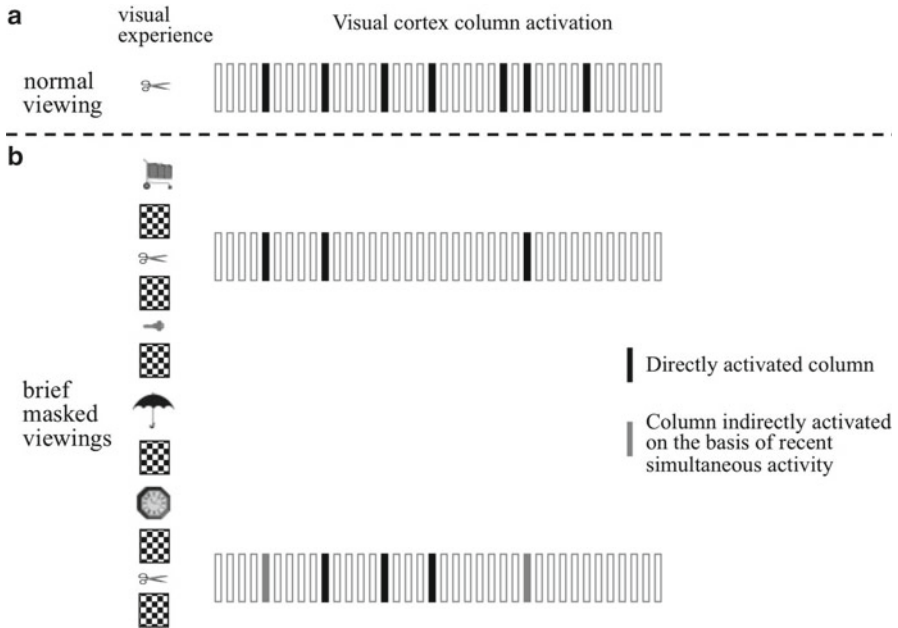 a
visual
experience
Visual cortex column activation
normal
viewing
b
brief
masked
viewings
Directly activated column
Column indirectly activated
on the basis of recent
simultaneous activity